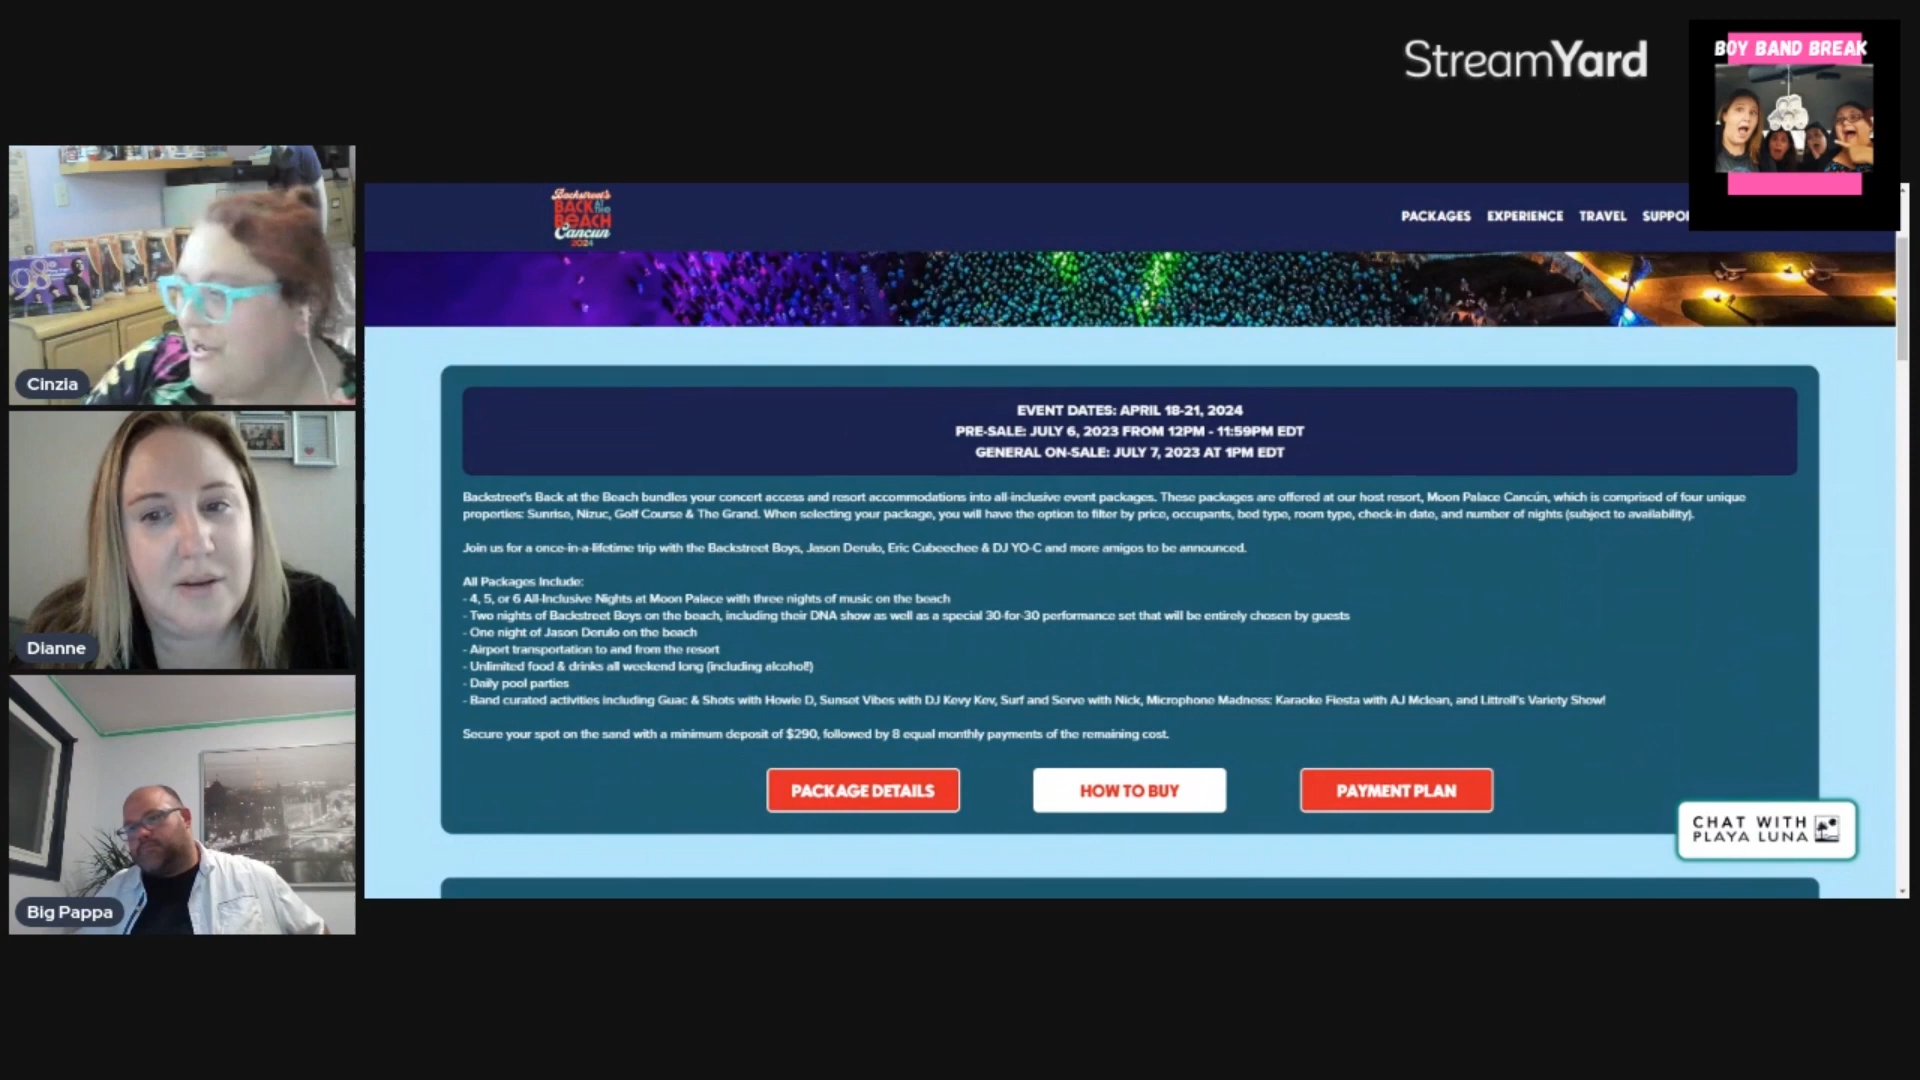 StreamYard
BOY BAND BREAK
Cinzia
98°
Dianne
Big Pappa
Backstreet's
BACK AT THE
BEACH
Cancun
2024
PACKAGES EXPERIENCE TRAVEL SUPPO
EVENT DATES: APRIL 18-21, 2024
PRE-SALE: JULY 6, 2023 FROM 12PM - 11:59PM EDT
GENERAL ON-SALE: JULY 7, 2023 AT 1PM EDT
Backstreet's Back at the Beach bundles your concert access and resort accommodations into all-inclusive event packages. These packages are offered at our host resort, Moon Palace Cancún, which is comprised of four unique
properties: Sunrise, Nizuc, Golf Course & The Grand. When selecting your package, you will have the option to filter by price, occupants, bed type, room type, check-in date, and number of nights (subject to availability).
Join us for a once-in-a-lifetime trip with the Backstreet Boys, Jason Derulo, Eric Cubeechee & DJ YO-C and more amigos to be announced.
All Packages Include:
- 4, 5, or 6 All-Inclusive Nights at Moon Palace with three nights of music on the beach
- Two nights of Backstreet Boys on the beach, including their DNA show as well as a special 30-for-30 performance set that will be entirely chosen by guests
- One night of Jason Derulo on the beach
- Airport transportation to and from the resort
- Unlimited food & drinks all weekend long (including alcohol!)
- Daily pool parties
- Band curated activities including Guac & Shots with Howie D, Sunset Vibes with DJ Kevy Kev, Surf and Serve with Nick, Microphone Madness: Karaoke Fiesta with AJ Mclean, and Littrell's Variety Show!
Secure your spot on the sand with a minimum deposit of $290, followed by 8 equal monthly payments of the remaining cost.
PACKAGE DETAILS
HOW TO BUY
PAYMENT PLAN
CHAT WITH
PLAYA LUNA